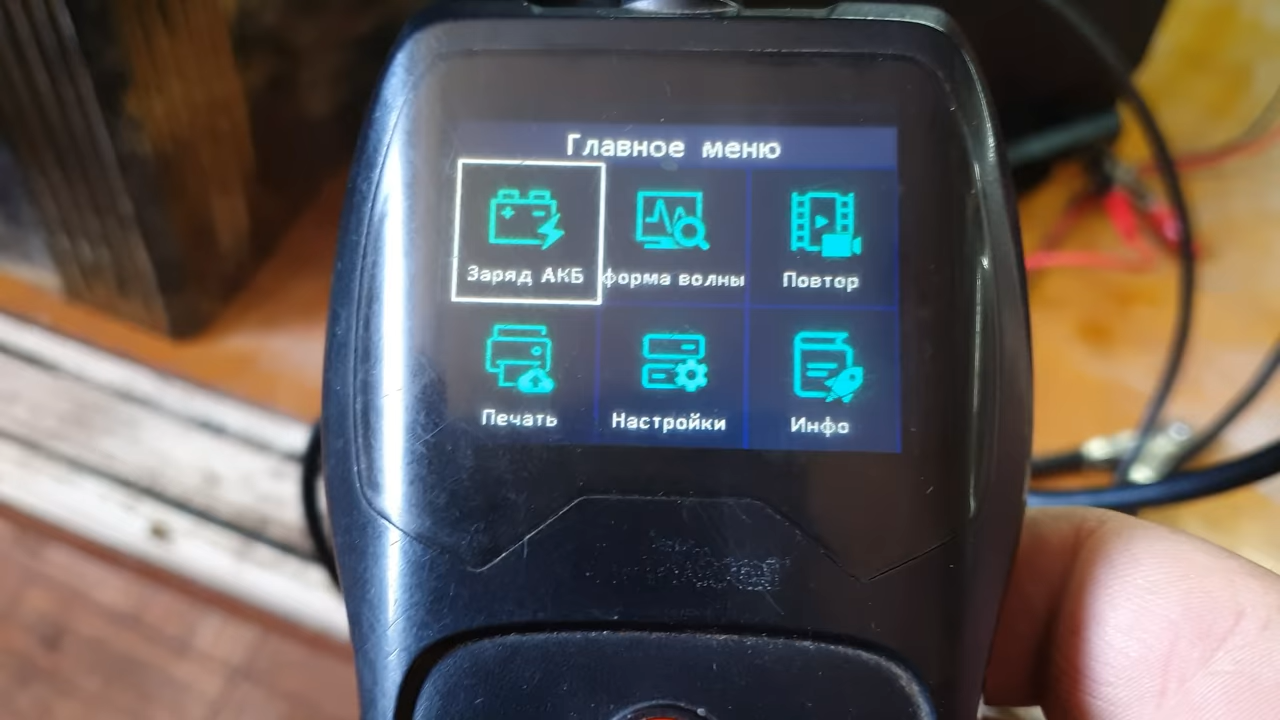 Главное меню
Заряд АКБ
форма волны
Повтор
Печать
Настройки
Инфо